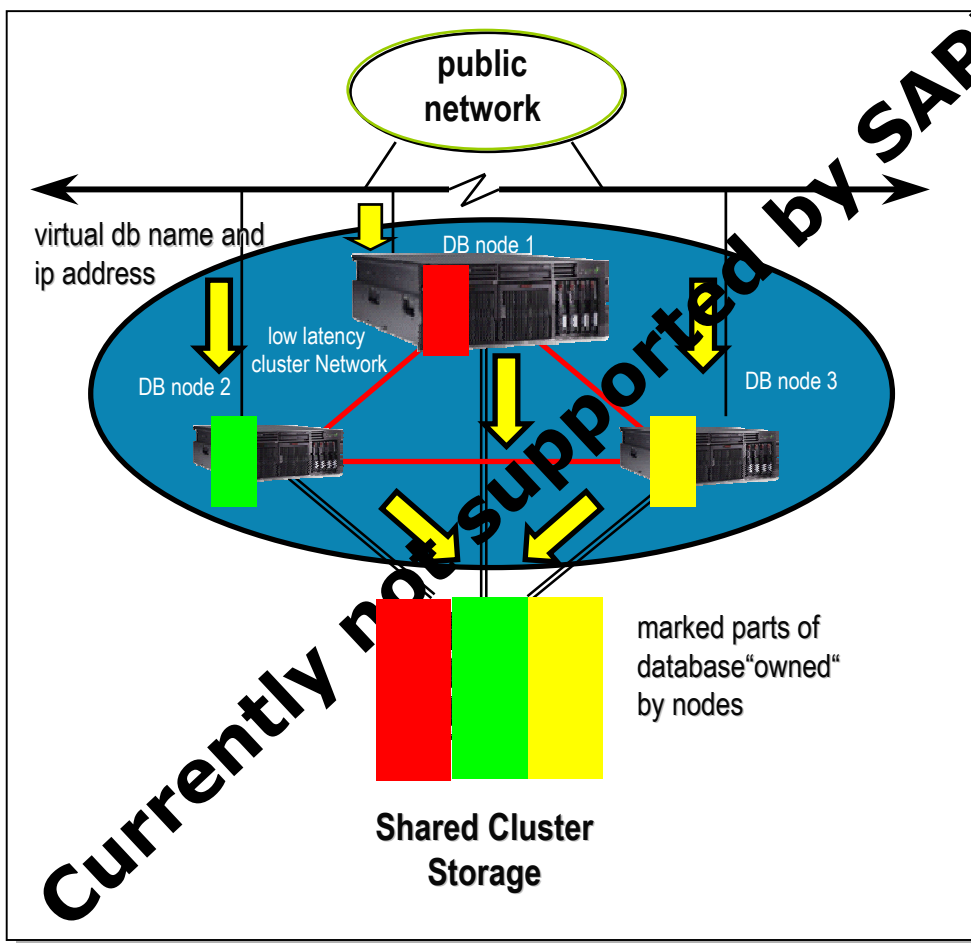 public
network
virtual db name and
ip address
DB node 1
low latency
cluster Network
DB node 2
DB node 3
marked parts of
database“owned“
by nodes
Shared Cluster
Storage
Currently not supported by SAP